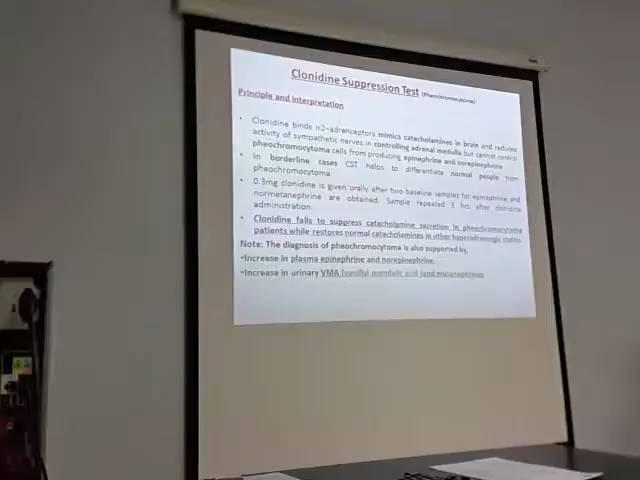 Clonidine Suppression Test (Pheochromocytoma)
Principle and interpretation
• Clonidine binds α2-adrenceptors mimics catecholamines in brain and reduces
activity of sympathetic nerves in controlling adrenal medulla but cannot control
pheochromocytoma cells from producing epinephrine and norepinephrine
• In borderline cases CST helps to differentiate normal people from
pheochromocytoma.
• 0.3mg clonidine is given orally after two baseline samples for epinephrine and
normetanephrine are obtained. Sample repeated 3 hrs after clonidine
administration.
• Clonidine fails to suppress catecholamine secretion in pheochromocytoma
patients while restores normal catecholamines in other hyperadrenergic states.
Note: The diagnosis of pheochromocytoma is also supported by,
•Increase in plasma epinephrine and norepinephrine.
•Increase in urinary VMA (vanillyl mandalic acid )and metanephrines